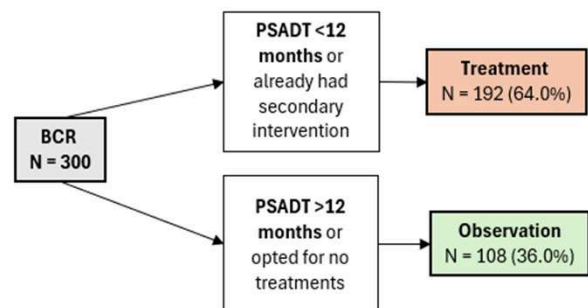 BCR
N = 300
PSADT <12
months or
already had
secondary
intervention
Treatment
N = 192 (64.0%)
PSADT >12
months or
opted for no
treatments
Observation
N = 108 (36.0%)